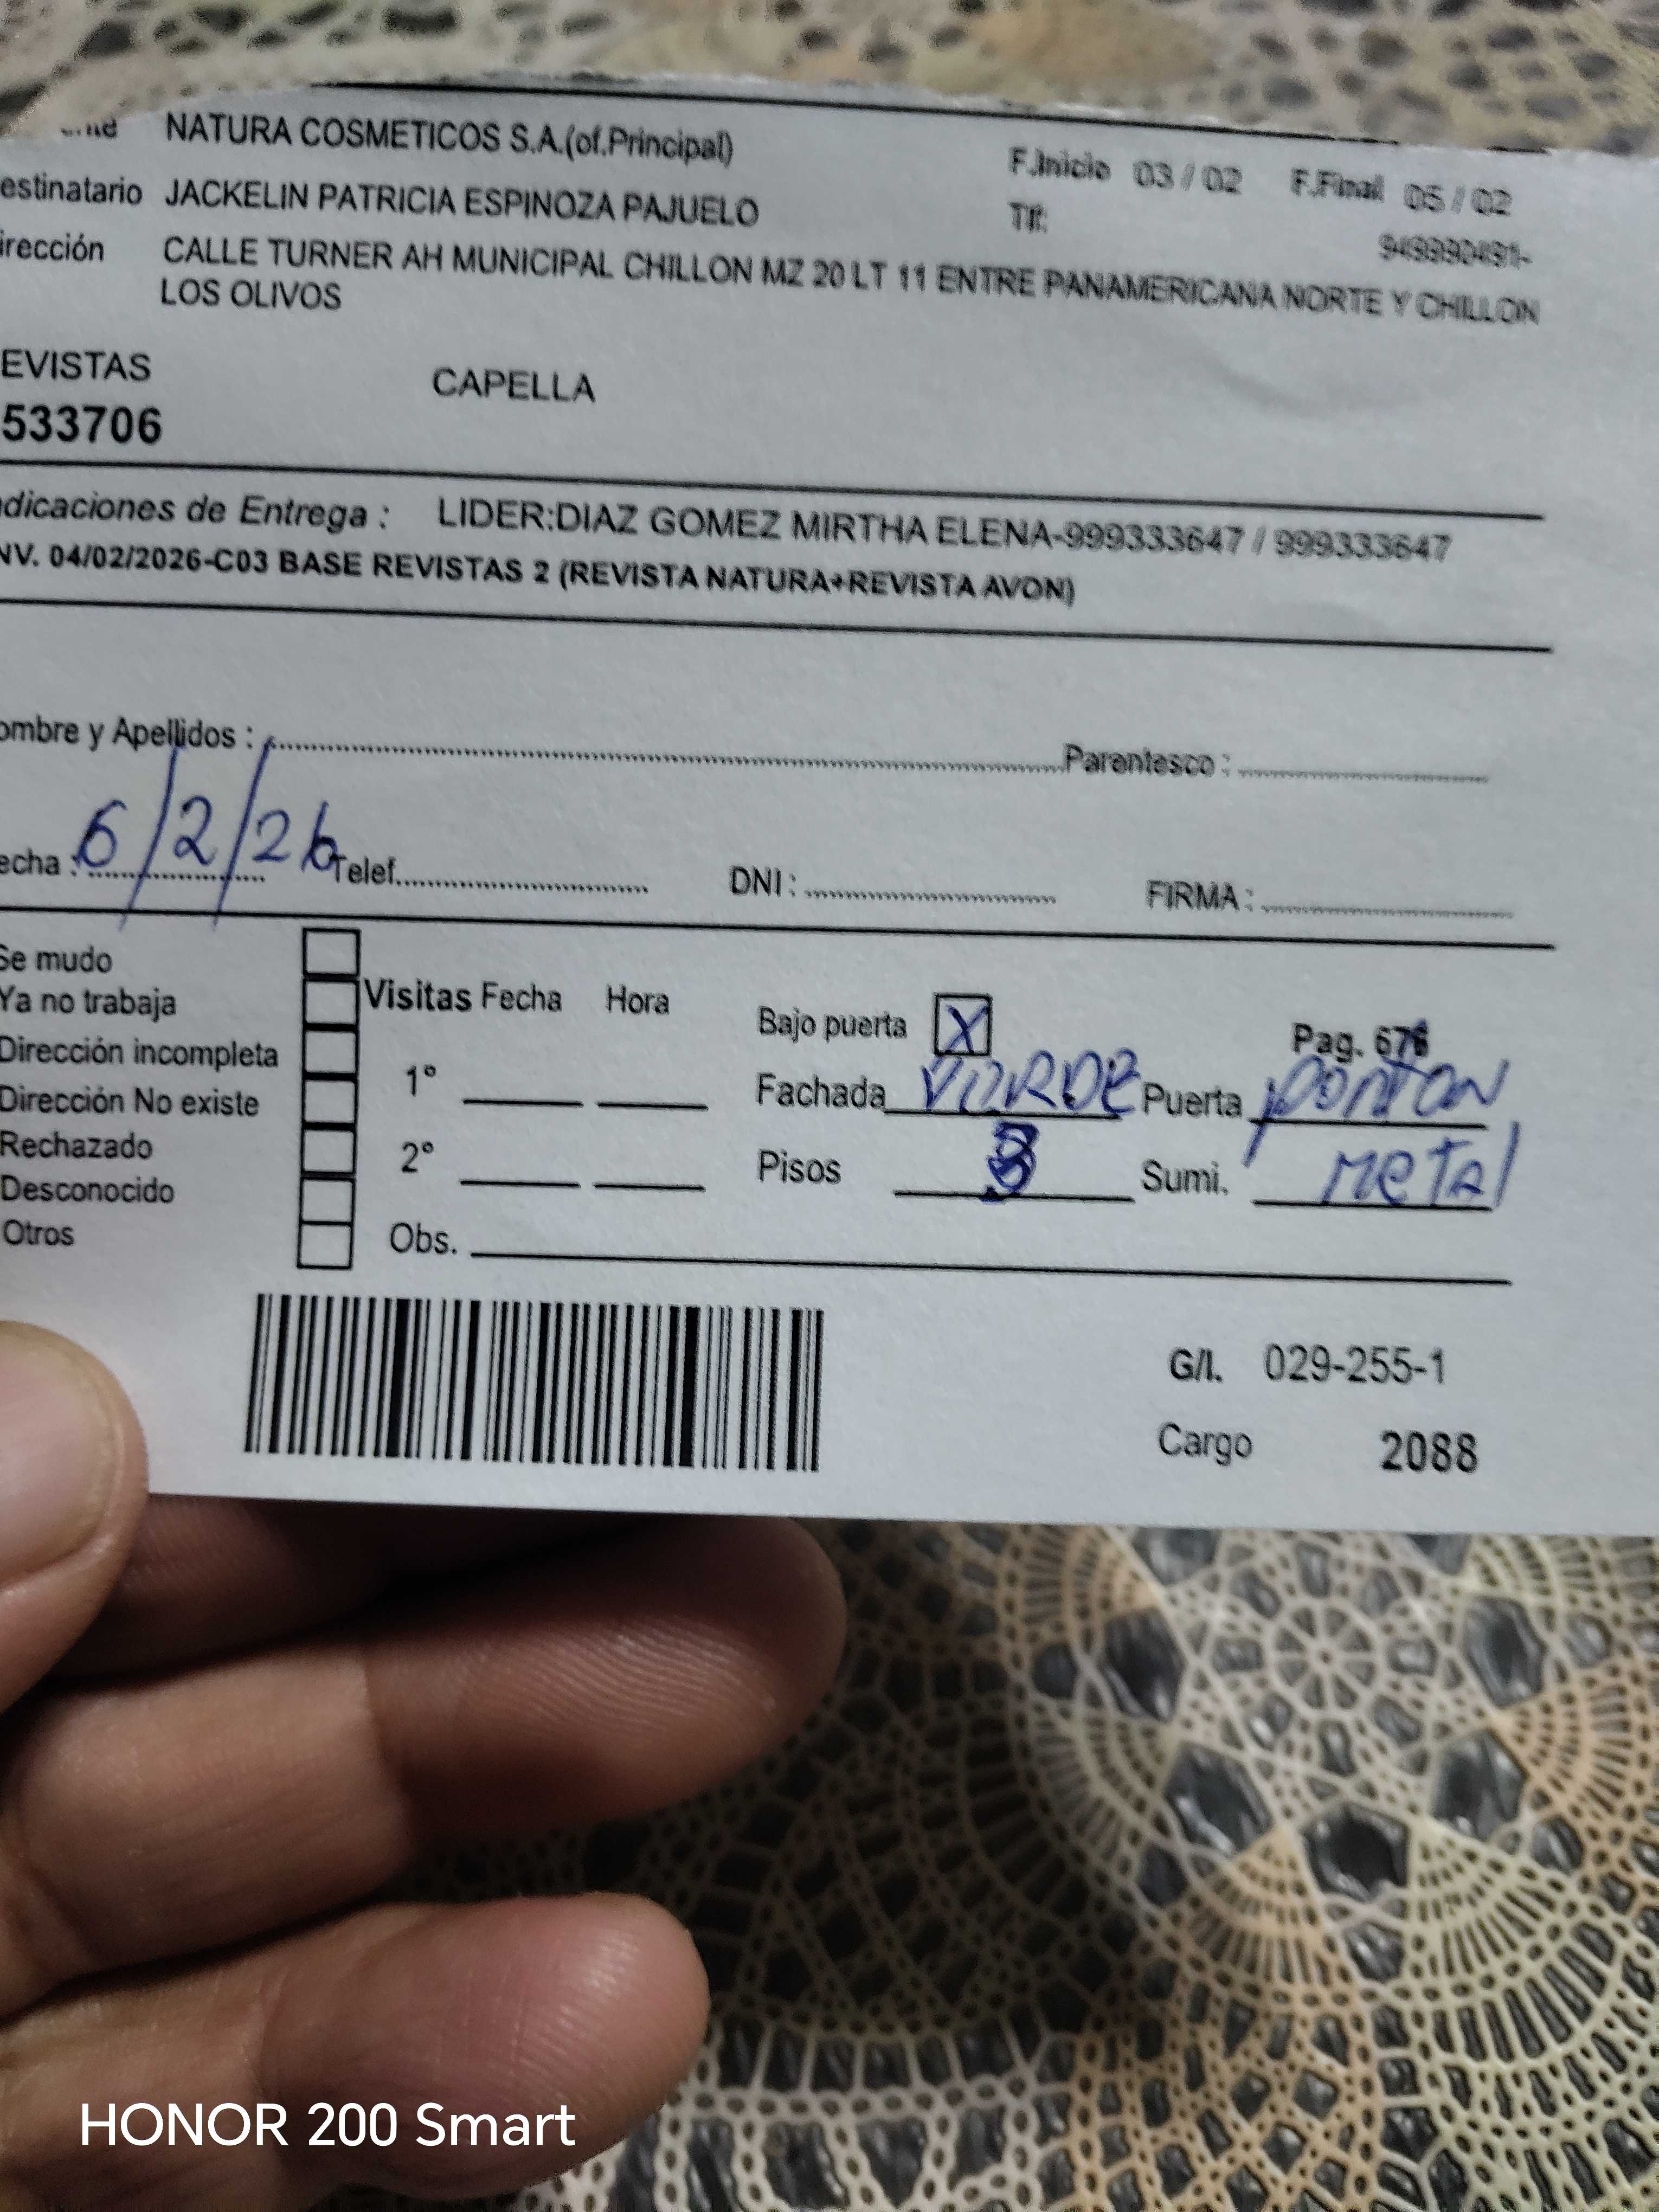 NATURA COSMETICOS S.A.(of.Principal)
F.Inicio 03 / 02 F.Final 05 / 02
estinatario JACKELIN PATRICIA ESPINOZA PAJUELO
Tlf:
irección CALLE TURNER AH MUNICIPAL CHILLON MZ 20 LT 11 ENTRE PANAMERICANA NORTE Y CHILLON
LOS OLIVOS
EVISTAS CAPELLA
533706
dicaciones de Entrega : LIDER:DIAZ GOMEZ MIRTHA ELENA-999333647 / 999333647
NV. 04/02/2026-C03 BASE REVISTAS 2 (REVISTA NATURA+REVISTA AVON)
ombre y Apellidos : Parentesco :
echa : 6/2/26 Telef. DNI : FIRMA :
Se mudo
Ya no trabaja
Dirección incompleta
Dirección No existe
Rechazado
Desconocido
Otros
Visitas Fecha Hora
1°
2°
Obs.
Bajo puerta X Pag. 676
Fachada VERDE Puerta porton
Pisos 3 Sumi. metal
G/I. 029-255-1
Cargo 2088
HONOR 200 Smart